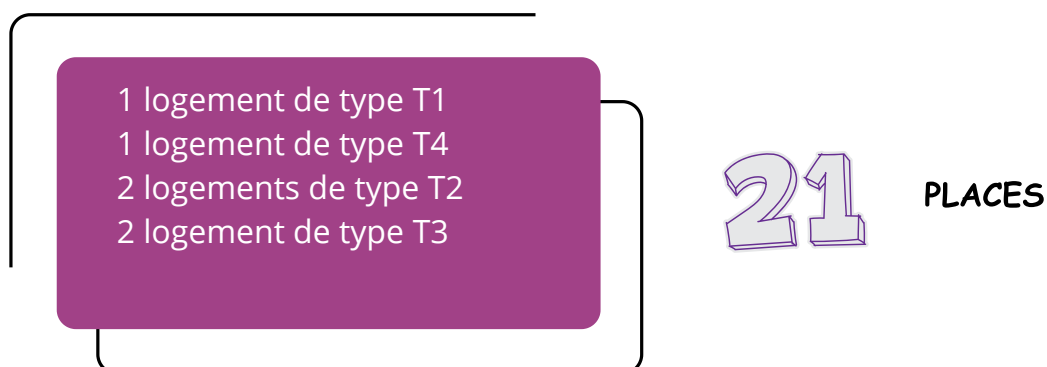 1 logement de type T1
1 logement de type T4
2 logements de type T2
2 logement de type T3
21 PLACES